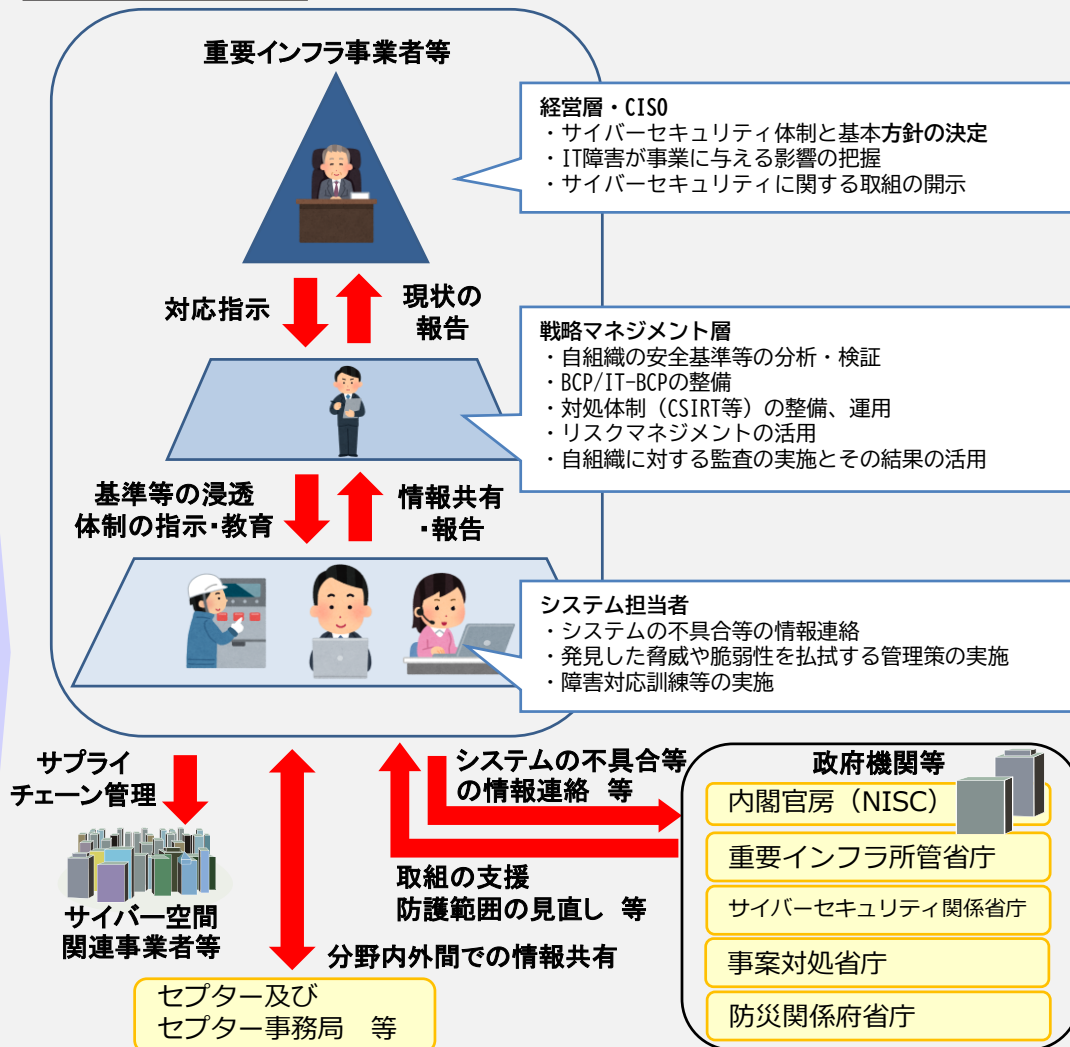 重要インフラ事業者等
経営層・CISO
・サイバーセキュリティ体制と基本方針の決定
・IT障害が事業に与える影響の把握
・サイバーセキュリティに関する取組の開示
対応指示
現状の
報告
戦略マネジメント層
・自組織の安全基準等の分析・検証
・BCP/IT-BCPの整備
・対処体制（CSIRT等）の整備、運用
・リスクマネジメントの活用
・自組織に対する監査の実施とその結果の活用
基準等の浸透
体制の指示・教育
情報共有
・報告
システム担当者
・システムの不具合等の情報連絡
・発見した脅威や脆弱性を払拭する管理策の実施
・障害対応訓練等の実施
サプライ
チェーン管理
サイバー空間
関連事業者等
システムの不具合等
の情報連絡 等
取組の支援
防護範囲の見直し 等
分野内外間での情報共有
セプター及び
セプター事務局 等
政府機関等
内閣官房（NISC）
重要インフラ所管省庁
サイバーセキュリティ関係省庁
事案対処省庁
防災関係府省庁